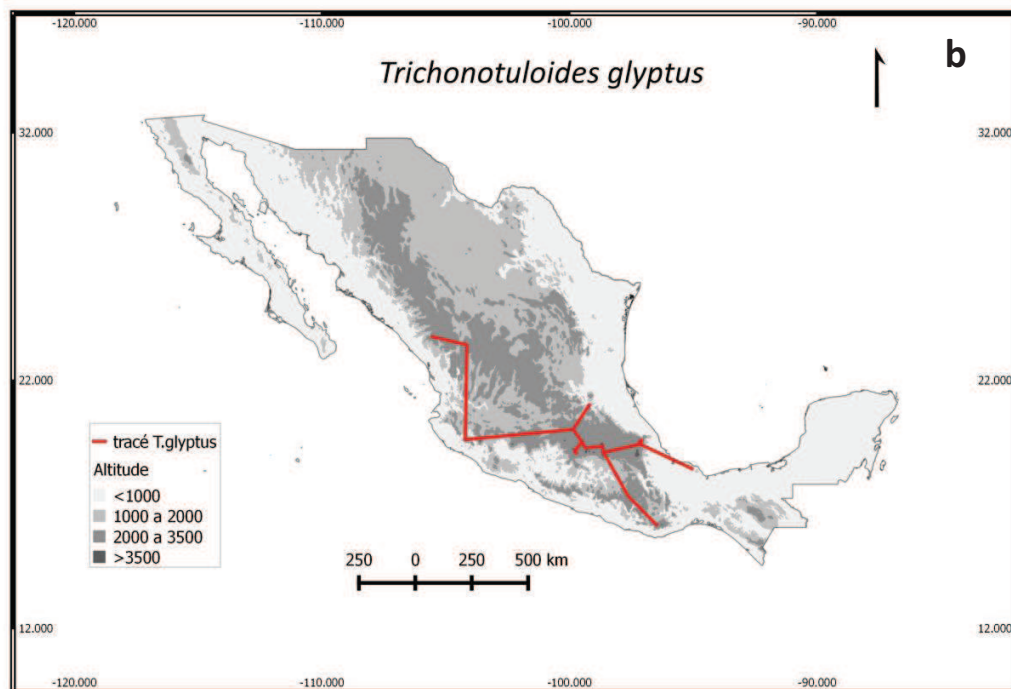 -120.000 -110.000 -100.000 -90.000
b
Trichonotuloides glyptus
32.000 32.000
22.000 22.000
tracé T.glyptus
Altitude
<1000
1000 a 2000
2000 a 3500
>3500
250 0 250 500 km
12.000 12.000
-120.000 -110.000 -100.000 -90.000